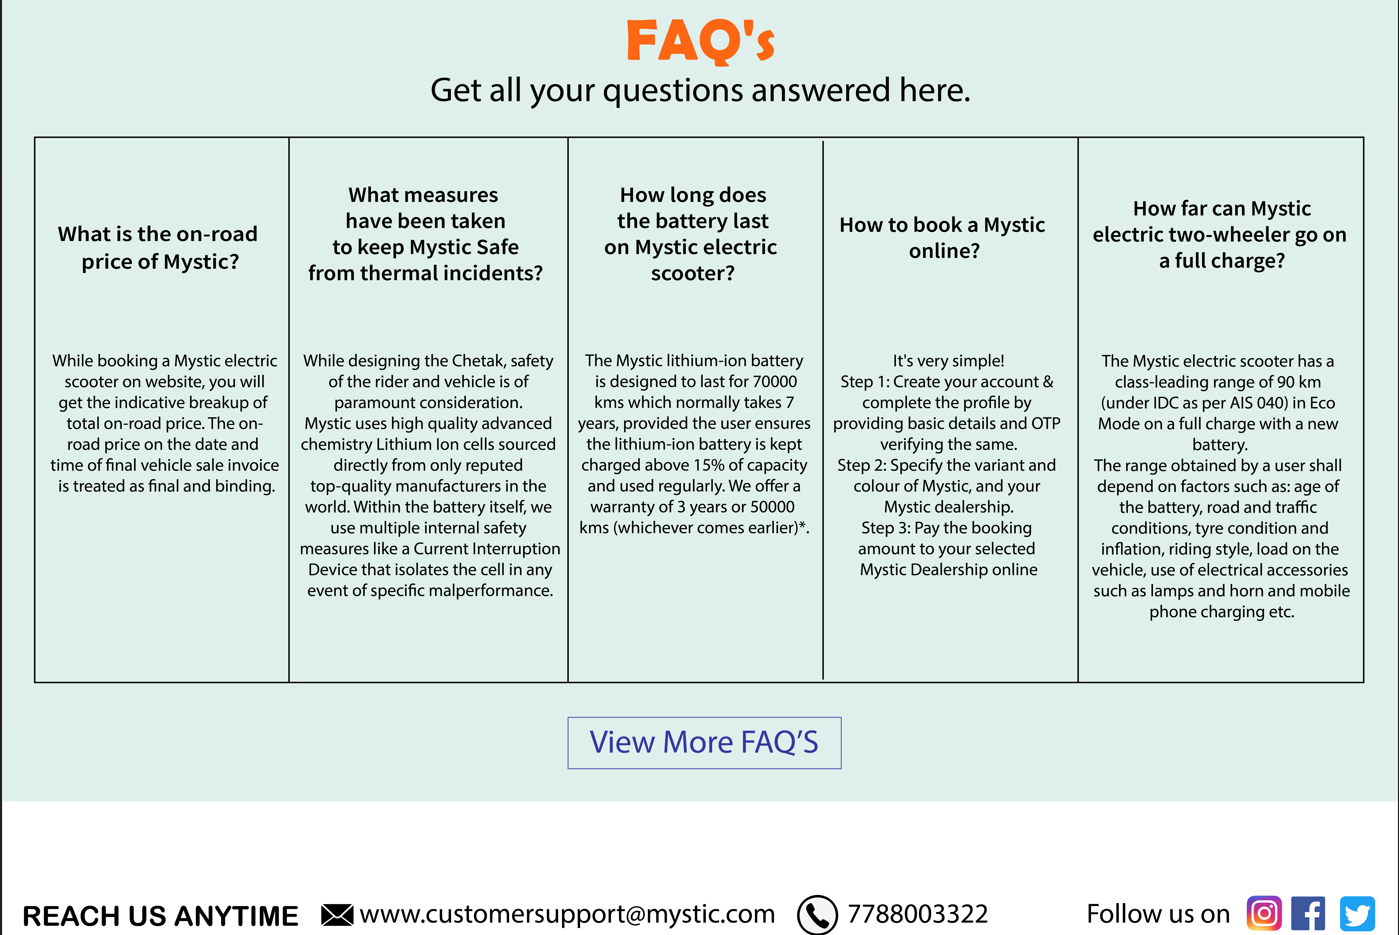 FAQ's
Get all your questions answered here.
What is the on-road
price of Mystic?
While booking a Mystic electric
scooter on website, you will
get the indicative breakup of
total on-road price. The on-
road price on the date and
time of final vehicle sale invoice
is treated as final and binding.
What measures
have been taken
to keep Mystic Safe
from thermal incidents?
While designing the Chetak, safety
of the rider and vehicle is of
paramount consideration.
Mystic uses high quality advanced
chemistry Lithium Ion cells sourced
directly from only reputed
top-quality manufacturers in the
world. Within the battery itself, we
use multiple internal safety
measures like a Current Interruption
Device that isolates the cell in any
event of specific malperformance.
How long does
the battery last
on Mystic electric
scooter?
The Mystic lithium-ion battery
is designed to last for 70000
kms which normally takes 7
years, provided the user ensures
the lithium-ion battery is kept
charged above 15% of capacity
and used regularly. We offer a
warranty of 3 years or 50000
kms (whichever comes earlier)*.
How to book a Mystic
online?
It's very simple!
Step 1: Create your account &
complete the profile by
providing basic details and OTP
verifying the same.
Step 2: Specify the variant and
colour of Mystic, and your
Mystic dealership.
Step 3: Pay the booking
amount to your selected
Mystic Dealership online
How far can Mystic
electric two-wheeler go on
a full charge?
The Mystic electric scooter has a
class-leading range of 90 km
(under IDC as per AIS 040) in Eco
Mode on a full charge with a new
battery.
The range obtained by a user shall
depend on factors such as: age of
the battery, road and traffic
conditions, tyre condition and
inflation, riding style, load on the
vehicle, use of electrical accessories
such as lamps and horn and mobile
phone charging etc.
View More FAQ’S
REACH US ANYTIME www.customersupport@mystic.com 7788003322 Follow us on